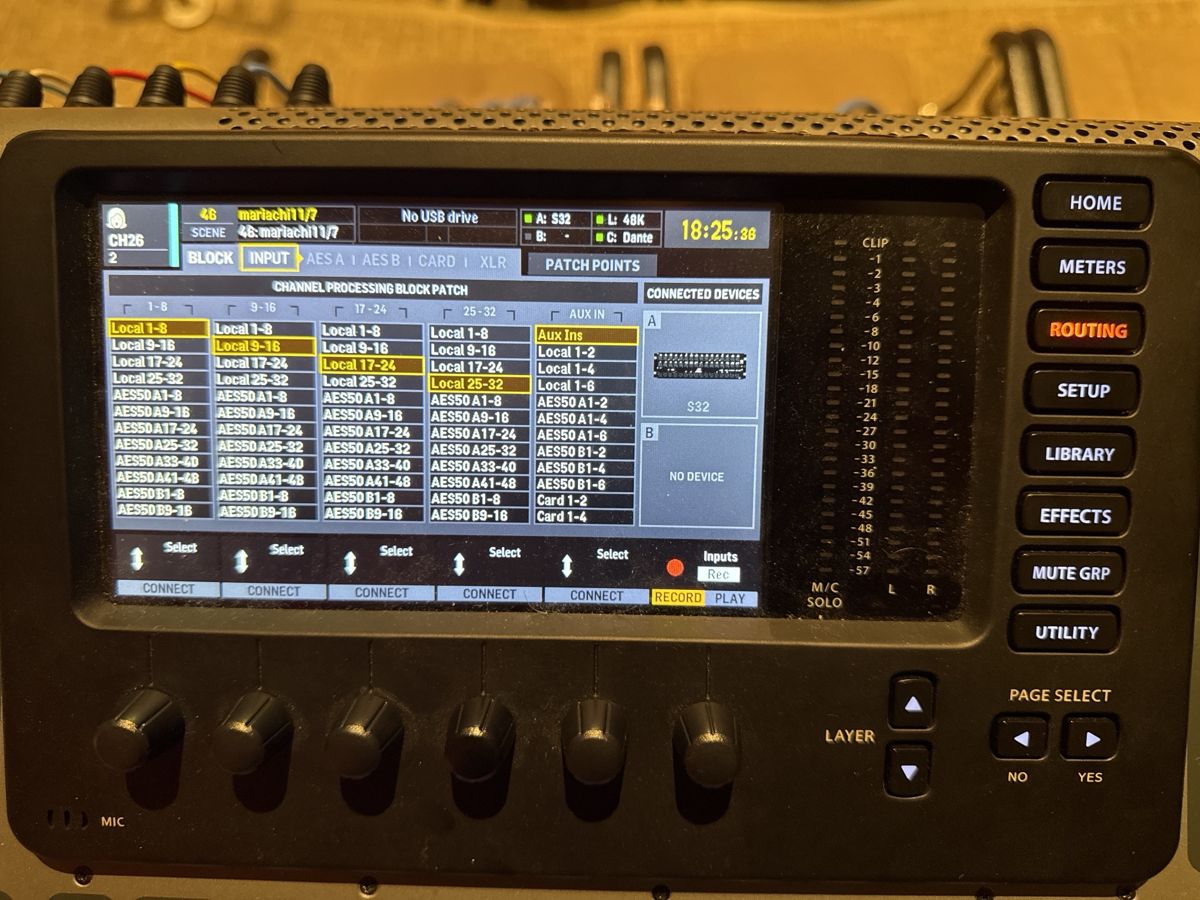 CH26
2
46
SCENE
mariachi11/7
46: mariachi11/7
No USB drive
A: S32
B: -
L: 48K
C: Dante
18:25:36
BLOCK INPUT AES A AES B CARD XLR PATCH POINTS
CHANNEL PROCESSING BLOCK PATCH
1-8
Local 1-8
Local 9-16
Local 17-24
Local 25-32
AES50 A1-8
AES50 A9-16
AES50 A17-24
AES50 A25-32
AES50 A33-40
AES50 A41-48
AES50 B1-8
AES50 B9-16
Select
CONNECT
9-16
Local 1-8
Local 9-16
Local 17-24
Local 25-32
AES50 A1-8
AES50 A9-16
AES50 A17-24
AES50 A25-32
AES50 A33-40
AES50 A41-48
AES50 B1-8
AES50 B9-16
Select
CONNECT
17-24
Local 1-8
Local 9-16
Local 17-24
Local 25-32
AES50 A1-8
AES50 A9-16
AES50 A17-24
AES50 A25-32
AES50 A33-40
AES50 A41-48
AES50 B1-8
AES50 B9-16
Select
CONNECT
25-32
Local 1-8
Local 9-16
Local 17-24
Local 25-32
AES50 A1-8
AES50 A9-16
AES50 A17-24
AES50 A25-32
AES50 A33-40
AES50 A41-48
AES50 B1-8
AES50 B9-16
Select
CONNECT
AUX IN
Aux Ins
Local 1-2
Local 1-4
Local 1-6
AES50 A1-2
AES50 A1-4
AES50 A1-6
AES50 B1-2
AES50 B1-4
AES50 B1-6
Card 1-2
Card 1-4
Select
CONNECT
CONNECTED DEVICES
A
S32
B
NO DEVICE
Inputs
Rec
RECORD PLAY
CLIP
-1
-2
-3
-4
-6
-8
-10
-12
-15
-18
-21
-24
-27
-30
-33
-36
-39
-42
-45
-48
-51
-54
-57
M/C
SOLO
L R
HOME
METERS
ROUTING
SETUP
LIBRARY
EFFECTS
MUTE GRP
UTILITY
LAYER
PAGE SELECT
NO YES
MIC